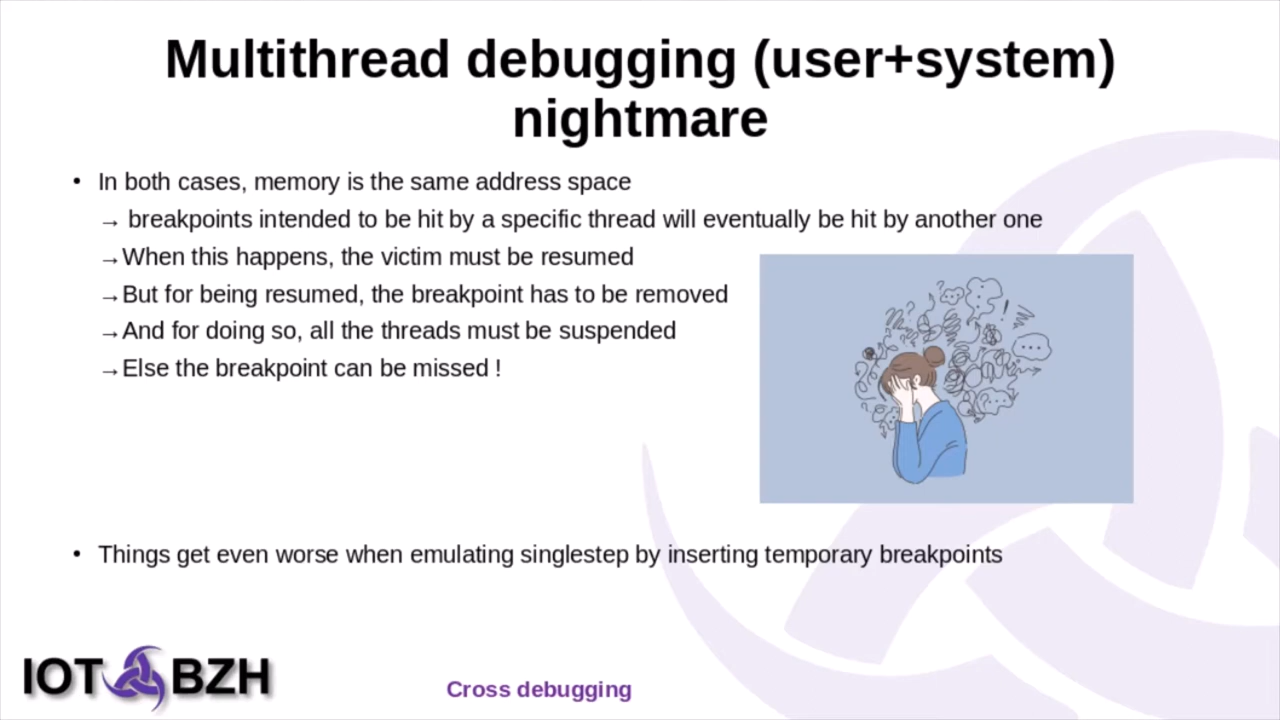 Multithread debugging (user+system)
nightmare
• In both cases, memory is the same address space
→ breakpoints intended to be hit by a specific thread will eventually be hit by another one
→When this happens, the victim must be resumed
→But for being resumed, the breakpoint has to be removed
→And for doing so, all the threads must be suspended
→Else the breakpoint can be missed !
• Things get even worse when emulating singlestep by inserting temporary breakpoints
IOT BZH
Cross debugging